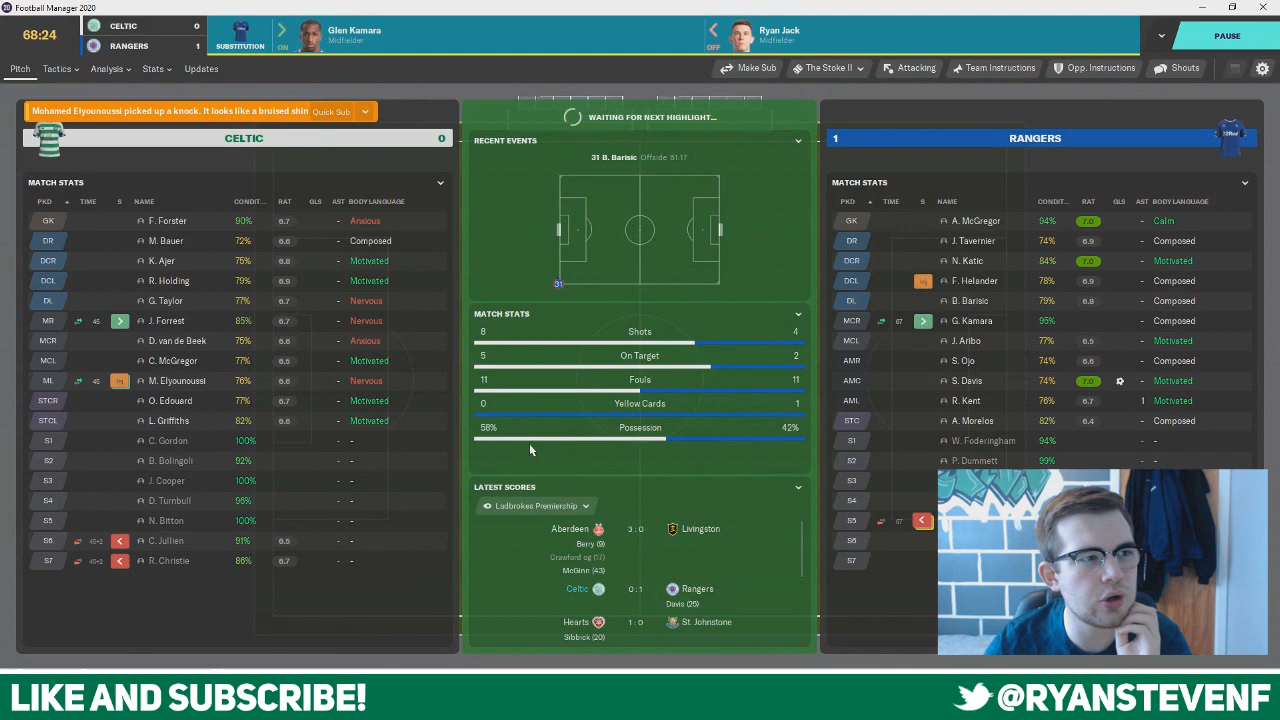 Football Manager 2020
68:24
CELTIC 0
RANGERS 1
SUBSTITUTION
ON
Glen Kamara
Midfielder
OFF
Ryan Jack
Midfielder
PAUSE
Pitch Tactics Analysis Stats Updates
Make Sub The Stoke II Attacking Team Instructions Opp. Instructions Shouts
Mohamed Elyounoussi picked up a knock. It looks like a bruised shin Quick Sub
CELTIC 0
MATCH STATS
PKD TIME S NAME CONDIT... RAT GLS AST BODY LANGUAGE
GK F. Forster 90% 6.7 - Anxious
DR M. Bauer 72% 6.6 - Composed
DCR K. Ajer 75% 6.8 - Motivated
DCL R. Holding 79% 6.9 - Motivated
DL G. Taylor 77% 6.7 - Nervous
MR 45 J. Forrest 85% 6.7 - Nervous
MCR D. van de Beek 75% 6.6 - Anxious
MCL C. McGregor 77% 6.5 - Motivated
ML 45 Inj M. Elyounoussi 76% 6.6 - Nervous
STCR O. Edouard 77% 6.6 - Motivated
STCL L. Griffiths 82% 6.6 - Motivated
S1 C. Gordon 100% - -
S2 B. Bolingoli 92% - -
S3 J. Cooper 100% - -
S4 D. Turnbull 96% - -
S5 N. Bitton 100% - -
S6 45+2 C. Jullien 91% 6.5 - -
S7 45+2 R. Christie 86% 6.7 - -
WAITING FOR NEXT HIGHLIGHT...
RECENT EVENTS
31 B. Barisic Offside 61:17
31
MATCH STATS
8 Shots 4
5 On Target 2
11 Fouls 11
0 Yellow Cards 1
58% Possession 42%
LATEST SCORES
Ladbrokes Premiership
Aberdeen 3 : 0 Livingston
Berry (9)
Crawford og (17)
McGinn (43)
Celtic 0 : 1 Rangers
Davis (25)
Hearts 1 : 0 St. Johnstone
Sibbick (20)
1 RANGERS
32Red
MATCH STATS
PKD TIME S NAME CONDIT... RAT GLS AST BODY LANGUAGE
GK A. McGregor 94% 7.0 - Calm
DR J. Tavernier 74% 6.9 - Composed
DCR N. Katic 84% 7.0 - Motivated
DCL Inj F. Helander 78% 6.9 - Composed
DL B. Barisic 79% 6.8 - Composed
MCR 67 G. Kamara 95% - Composed
MCL J. Aribo 77% 6.5 - Motivated
AMR S. Ojo 74% 6.6 - Composed
AMC S. Davis 74% 7.0 - Motivated
AML R. Kent 76% 6.7 1 Motivated
STC A. Morelos 82% 6.4 - Motivated
S1 W. Foderingham 94% - -
S2 P. Dummett 99% - -
S3
S4
S5 67
S6
S7
LIKE AND SUBSCRIBE!
@RYANSTEVENF